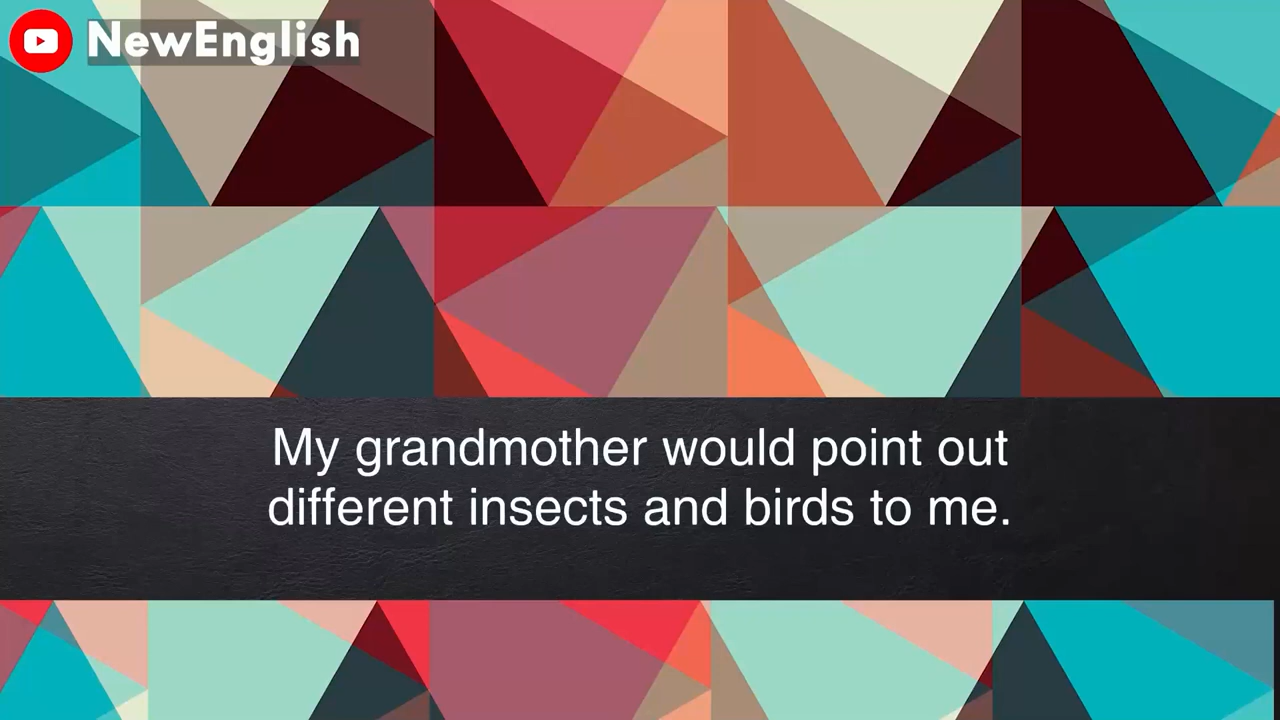 NewEnglish
My grandmother would point out
different insects and birds to me.